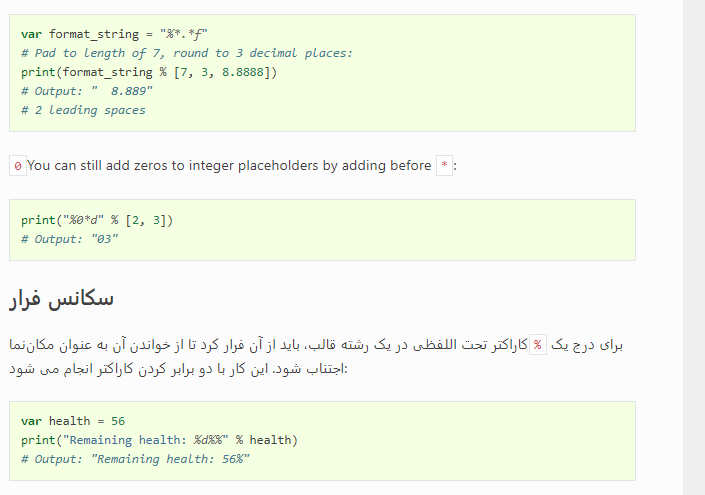 var format_string = "%*.*f"
# Pad to length of 7, round to 3 decimal places:
print(format_string % [7, 3, 8.8888])
# Output: "  8.889"
# 2 leading spaces
0 You can still add zeros to integer placeholders by adding before * :
print("%0*d" % [2, 3])
# Output: "03"
سکانس فرار
برای درج یک % کاراکتر تحت اللفظی در یک رشته قالب، باید از آن فرار کرد تا از خواندن آن به عنوان مکان‌نما
اجتناب شود. این کار با دو برابر کردن کاراکتر انجام می شود:
var health = 56
print("Remaining health: %d%%" % health)
# Output: "Remaining health: 56%"